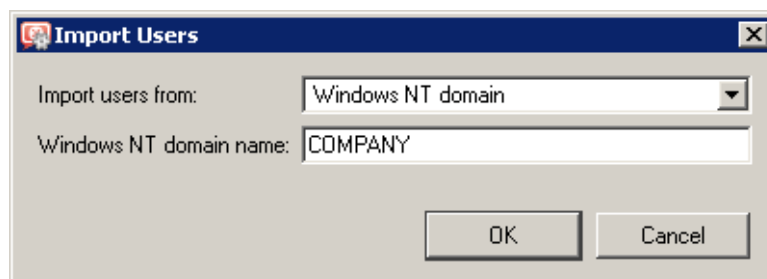 Import Users
Import users from: Windows NT domain
Windows NT domain name: COMPANY
OK Cancel